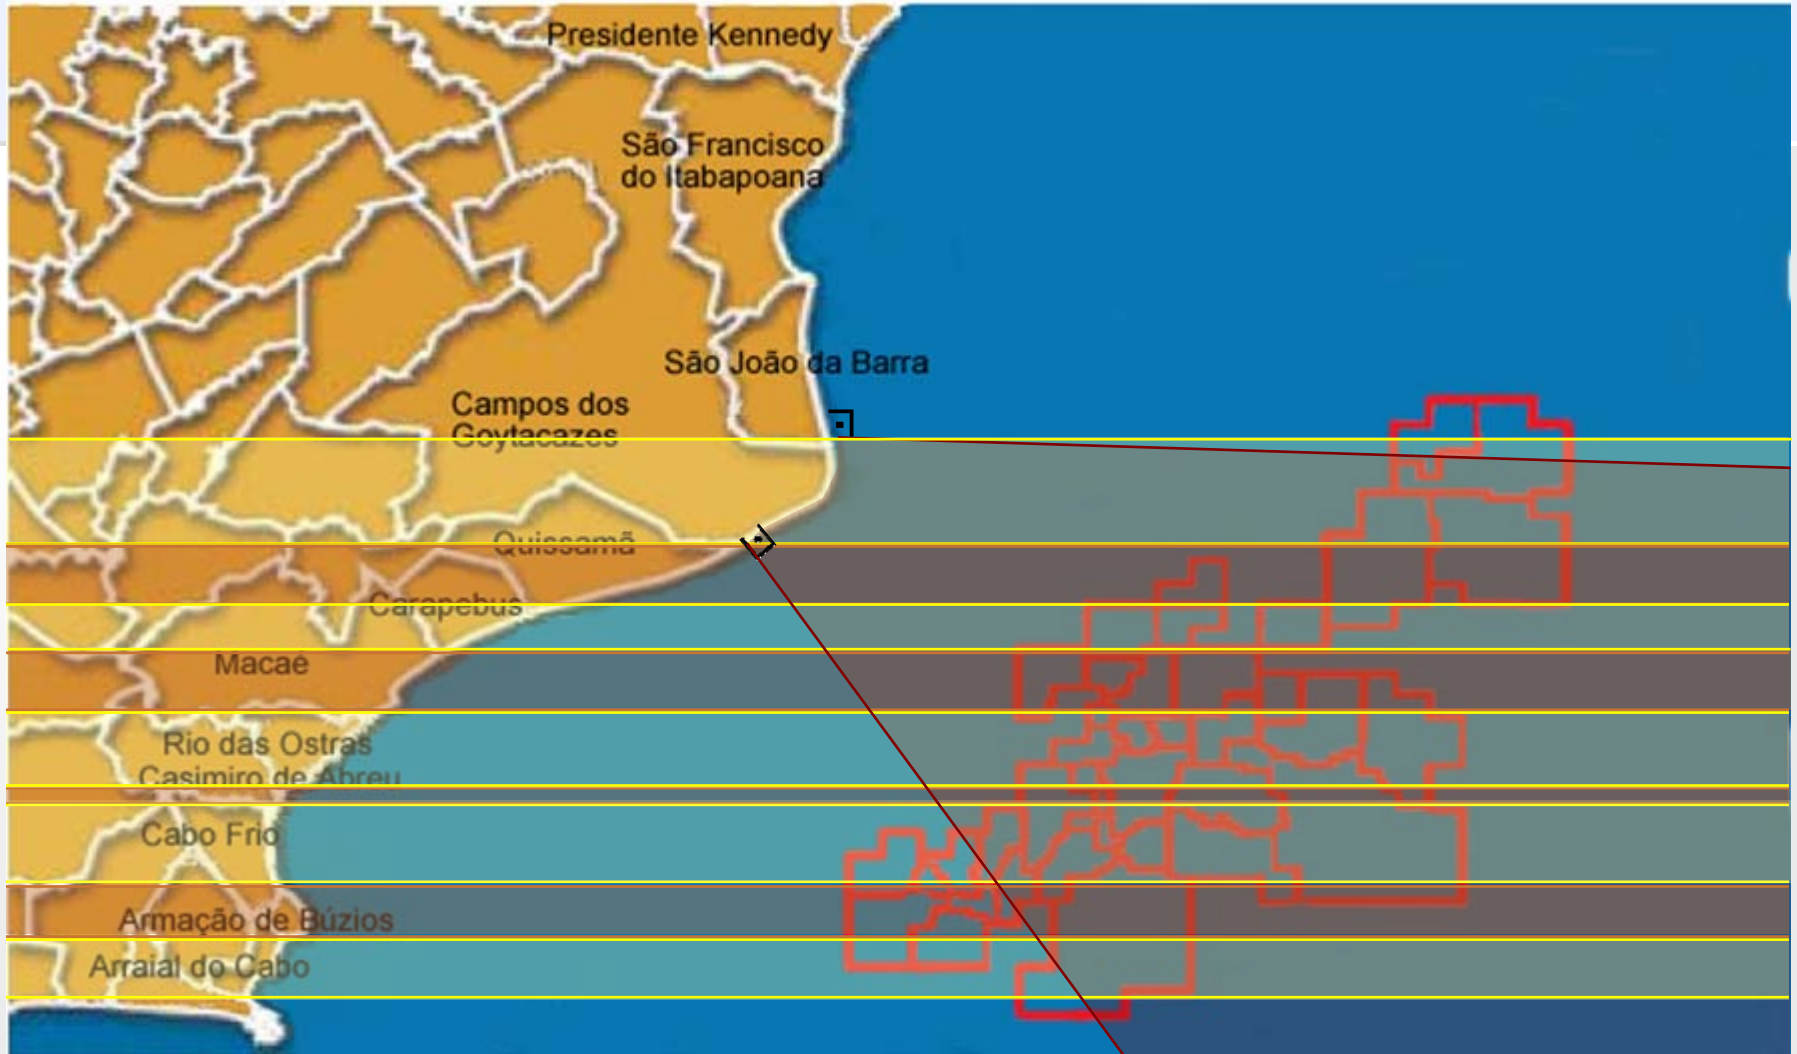 Presidente Kennedy
São Francisco
do Itabapoana
São João da Barra
Campos dos
Goytacazes
Quissamã
Carapebus
Macaé
Rio das Ostras
Casimiro de Abreu
Cabo Frio
Armação de Búzios
Arraial do Cabo